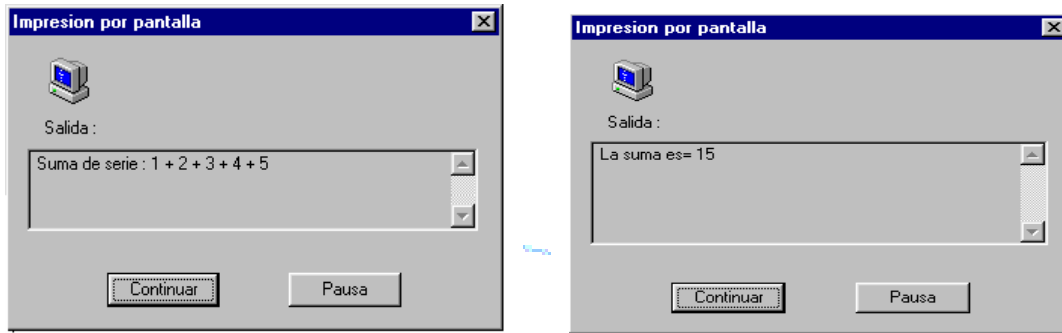 Impresion por pantalla
Salida :
Suma de serie : 1 + 2 + 3 + 4 + 5
Continuar
Pausa
Impresion por pantalla
Salida :
La suma es= 15
Continuar
Pausa